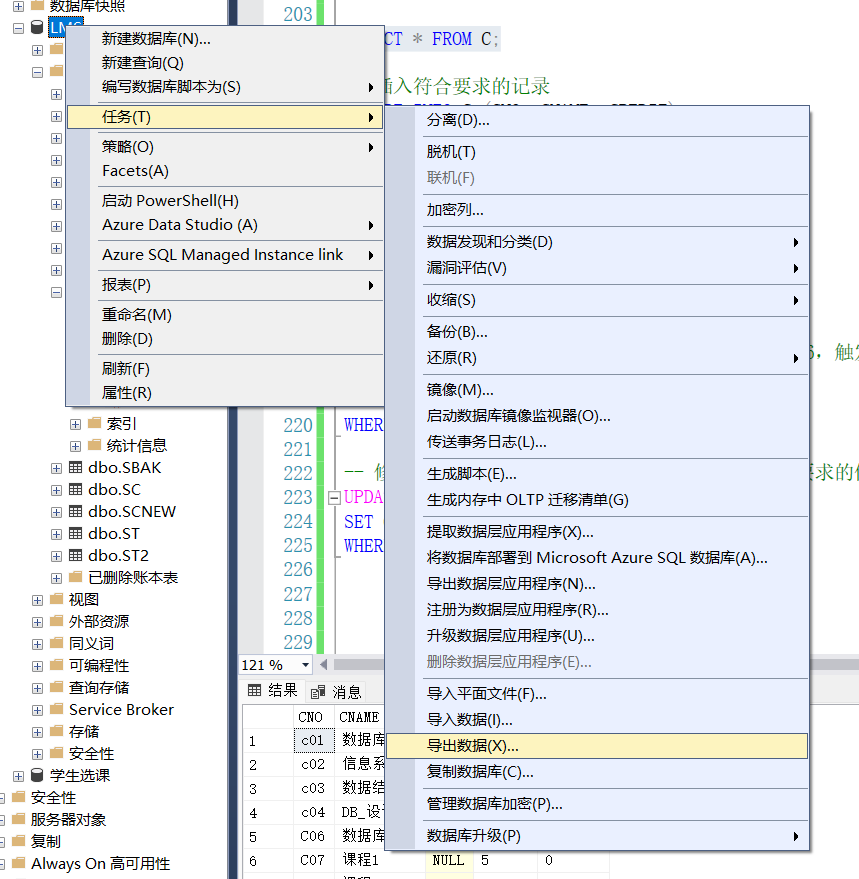 数据库快照
LMS
新建数据库(N)...
新建查询(Q)
编写数据库脚本为(S)
任务(T)
策略(O)
Facets(A)
启动 PowerShell(H)
Azure Data Studio (A)
Azure SQL Managed Instance link
报表(P)
重命名(M)
删除(D)
刷新(F)
属性(R)
索引
统计信息
dbo.SBAK
dbo.SC
dbo.SCNEW
dbo.ST
dbo.ST2
已删除账本表
视图
外部资源
同义词
可编程性
查询存储
Service Broker
存储
安全性
学生选课
安全性
服务器对象
复制
Always On 高可用性
203
CT * FROM C;
插入符合要求的记录
分离(D)...
脱机(T)
联机(F)
加密列...
数据发现和分类(D)
漏洞评估(V)
收缩(S)
备份(B)...
还原(R)
镜像(M)...
启动数据库镜像监视器(O)...
传送事务日志(L)...
生成脚本(E)...
生成内存中 OLTP 迁移清单(G)
提取数据层应用程序(X)...
将数据库部署到 Microsoft Azure SQL 数据库(A)...
导出数据层应用程序(N)...
注册为数据层应用程序(R)...
升级数据层应用程序(U)...
删除数据层应用程序(E)...
导入平面文件(F)...
导入数据(I)...
导出数据(X)...
复制数据库(C)...
管理数据库加密(P)...
数据库升级(P)
，触发
220 WHER
221
222 -- 修 要求的
223 UPDA
224 SET
225 WHER
226
227
228
229
121 %
结果 消息
CNO CNAME
1 c01 数据库
2 c02 信息系
3 c03 数据结
4 c04 DB_设
5 C06 数据库
6 C07 课程1 NULL 5 0